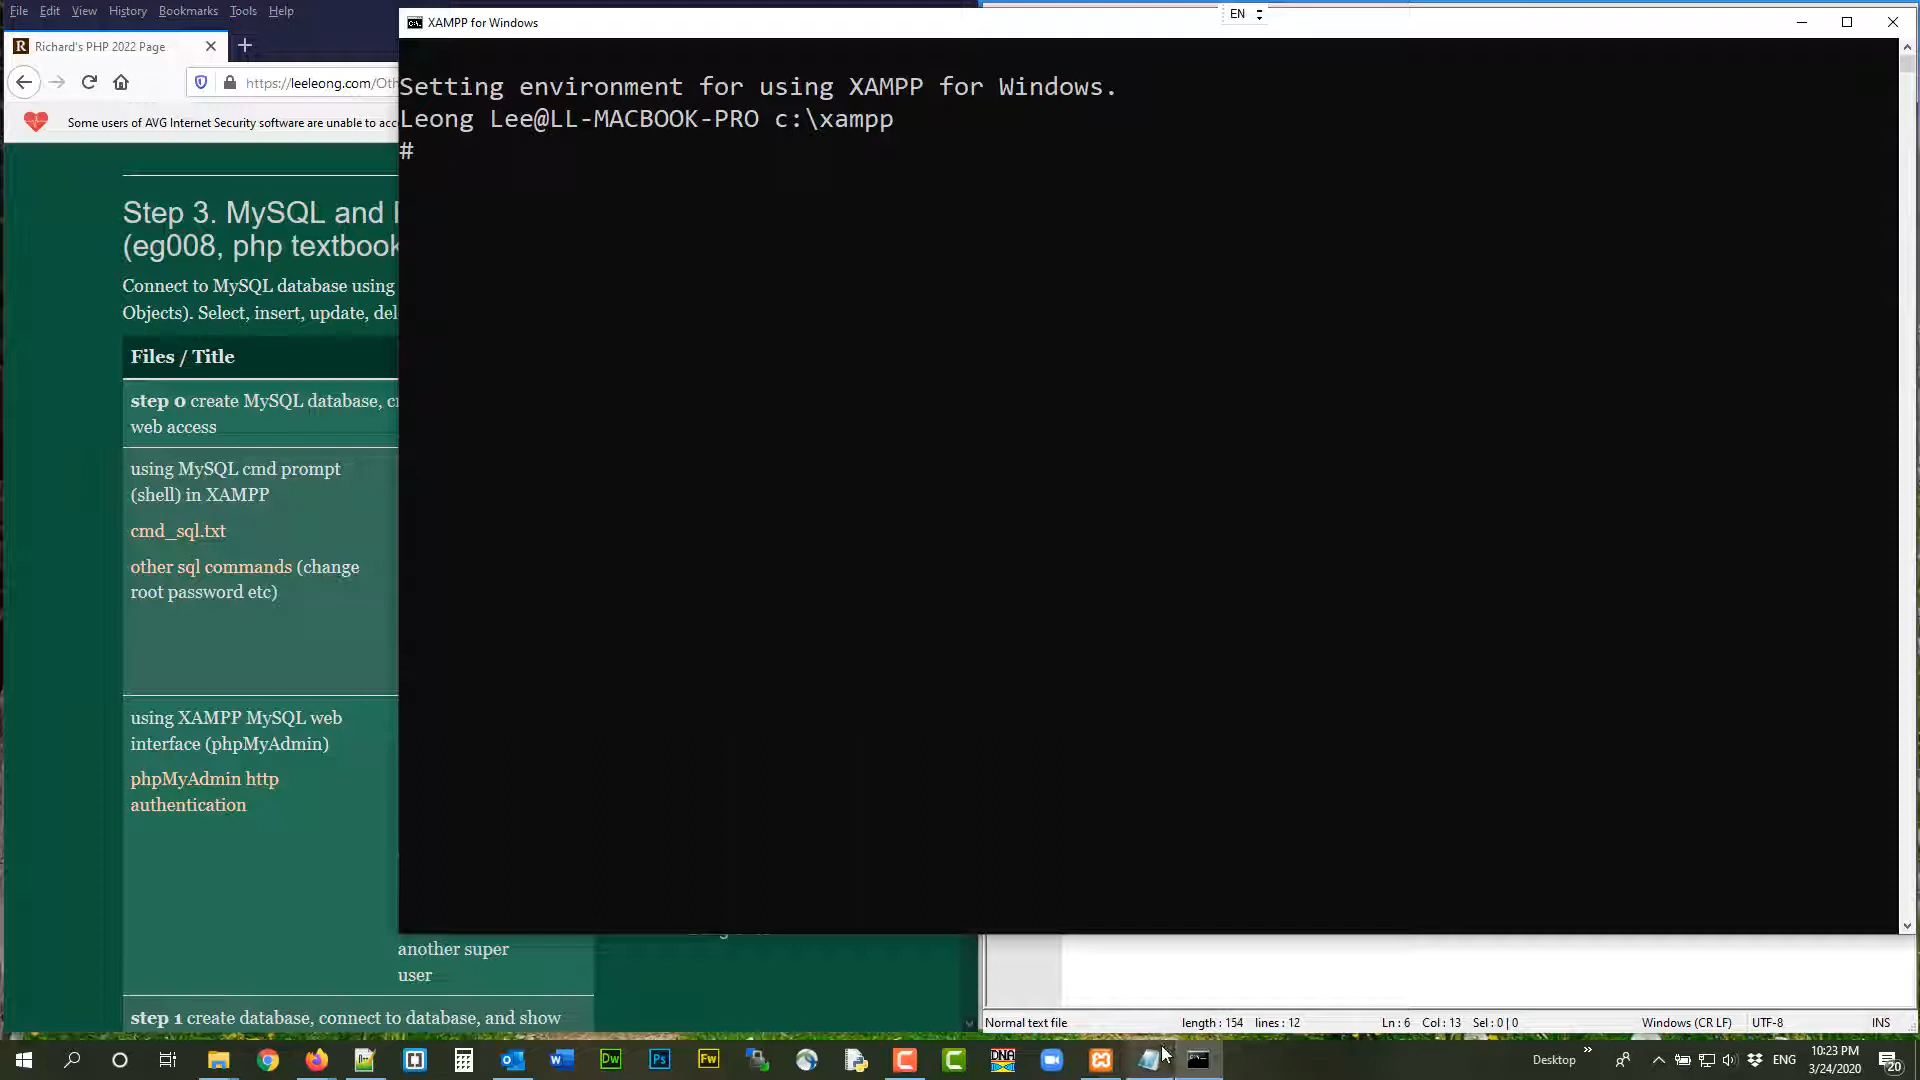 File Edit View History Bookmarks Tools Help
Richard's PHP 2022 Page
https://leeleong.com/Oth
Some users of AVG Internet Security software are unable to acc
Step 3. MySQL and
(eg008, php textbook
Connect to MySQL database using
Objects). Select, insert, update, del
Files / Title
step 0 create MySQL database, cr
web access
using MySQL cmd prompt
(shell) in XAMPP
cmd_sql.txt
other sql commands (change
root password etc)
using XAMPP MySQL web
interface (phpMyAdmin)
phpMyAdmin http
authentication
another super
user
step 1 create database, connect to database, and show
XAMPP for Windows
EN
Setting environment for using XAMPP for Windows.
Leong Lee@LL-MACBOOK-PRO c:\xampp
#
Normal text file length : 154 lines : 12 Ln : 6 Col : 13 Sel : 0 | 0 Windows (CR LF) UTF-8 INS
Dw Ps Fw DNA
Desktop » ENG 10:23 PM
3/24/2020 20